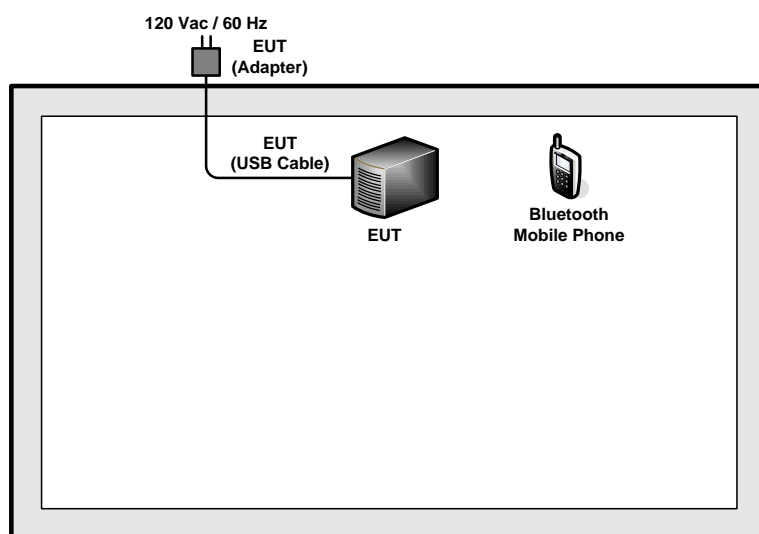 120 Vac / 60 Hz
EUT
(Adapter)
EUT
(USB Cable)
EUT
Bluetooth
Mobile Phone